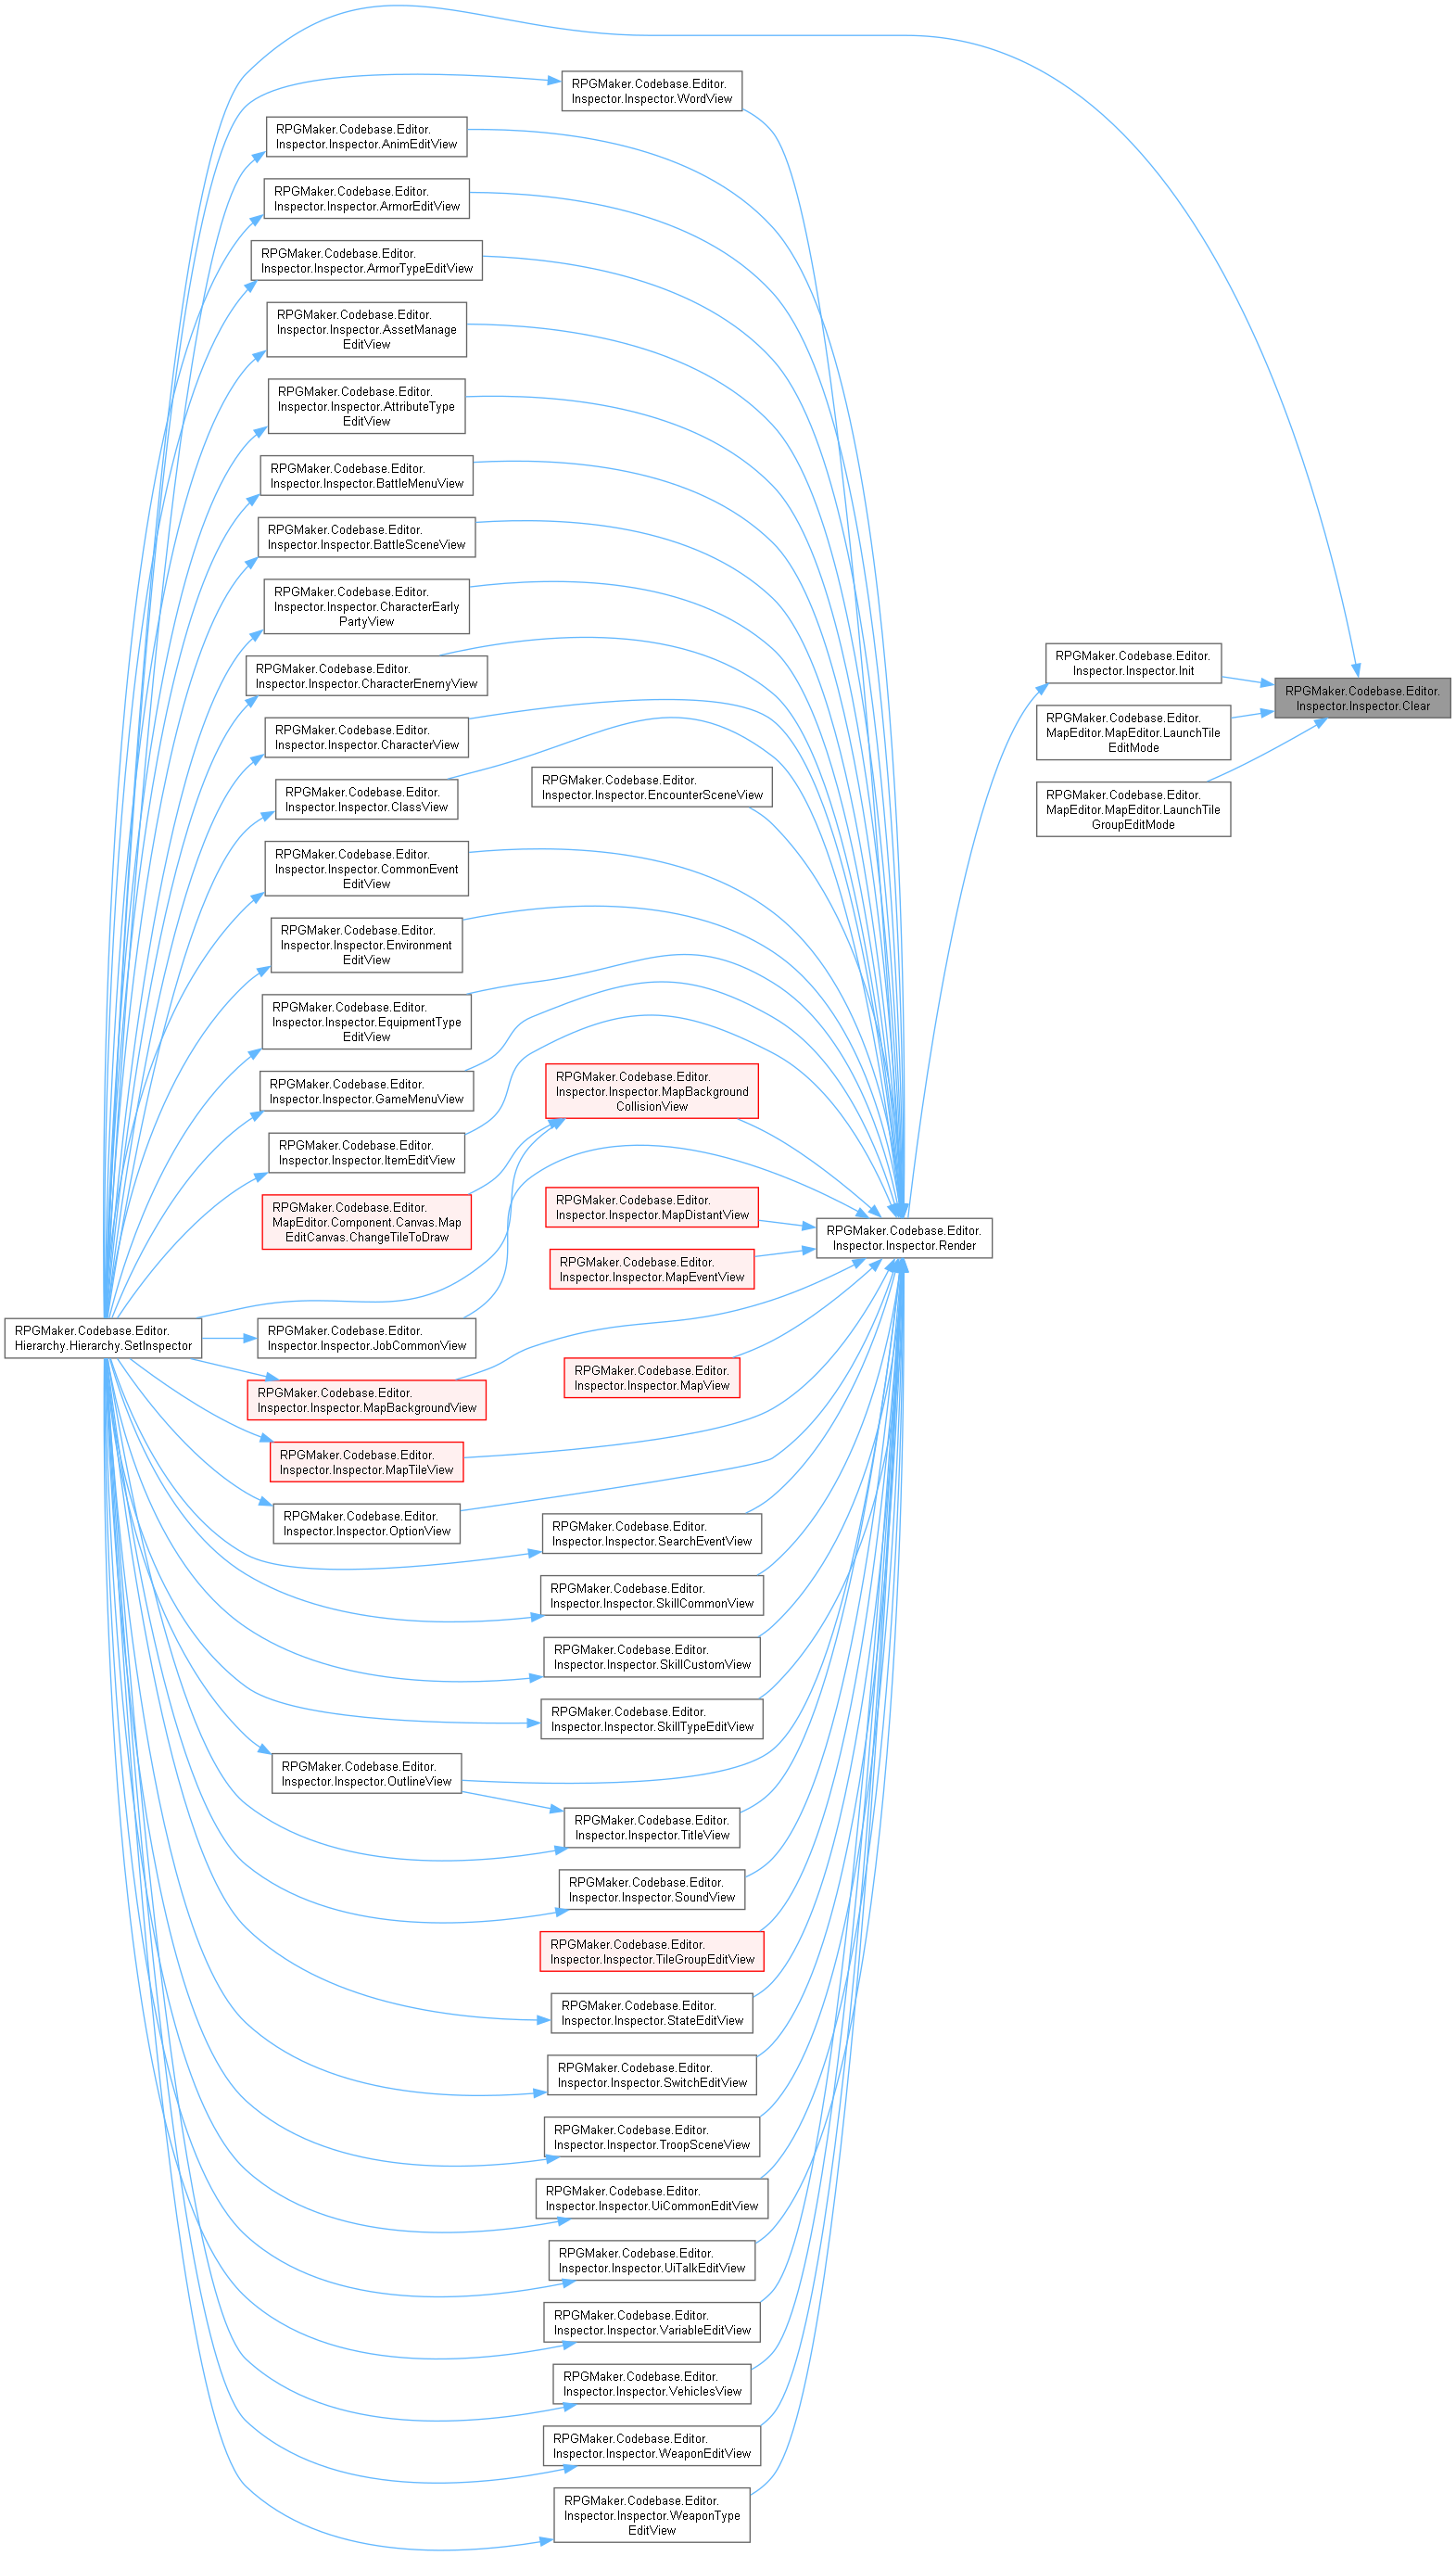 RPGMaker.Codebase.Editor.
Inspector.Inspector.WordView
RPGMaker.Codebase.Editor.
Inspector.Inspector.AnimEditView
RPGMaker.Codebase.Editor.
Inspector.Inspector.ArmorEditView
RPGMaker.Codebase.Editor.
Inspector.Inspector.ArmorTypeEditView
RPGMaker.Codebase.Editor.
Inspector.Inspector.AssetManage
EditView
RPGMaker.Codebase.Editor.
Inspector.Inspector.AttributeType
EditView
RPGMaker.Codebase.Editor.
Inspector.Inspector.BattleMenuView
RPGMaker.Codebase.Editor.
Inspector.Inspector.BattleSceneView
RPGMaker.Codebase.Editor.
Inspector.Inspector.CharacterEarly
PartyView
RPGMaker.Codebase.Editor.
Inspector.Inspector.CharacterEnemyView
RPGMaker.Codebase.Editor.
Inspector.Inspector.Init
RPGMaker.Codebase.Editor.
Inspector.Inspector.Clear
RPGMaker.Codebase.Editor.
MapEditor.MapEditor.LaunchTile
EditMode
RPGMaker.Codebase.Editor.
MapEditor.MapEditor.LaunchTile
GroupEditMode
RPGMaker.Codebase.Editor.
Inspector.Inspector.CharacterView
RPGMaker.Codebase.Editor.
Inspector.Inspector.EncounterSceneView
RPGMaker.Codebase.Editor.
Inspector.Inspector.ClassView
RPGMaker.Codebase.Editor.
Inspector.Inspector.CommonEvent
EditView
RPGMaker.Codebase.Editor.
Inspector.Inspector.Environment
EditView
RPGMaker.Codebase.Editor.
Inspector.Inspector.EquipmentType
EditView
RPGMaker.Codebase.Editor.
Inspector.Inspector.GameMenuView
RPGMaker.Codebase.Editor.
Inspector.Inspector.MapBackground
CollisionView
RPGMaker.Codebase.Editor.
Inspector.Inspector.ItemEditView
RPGMaker.Codebase.Editor.
MapEditor.Component.Canvas.Map
EditCanvas.ChangeTileToDraw
RPGMaker.Codebase.Editor.
Inspector.Inspector.MapDistantView
RPGMaker.Codebase.Editor.
Inspector.Inspector.Render
RPGMaker.Codebase.Editor.
Inspector.Inspector.MapEventView
RPGMaker.Codebase.Editor.
Hierarchy.Hierarchy.SetInspector
RPGMaker.Codebase.Editor.
Inspector.Inspector.JobCommonView
RPGMaker.Codebase.Editor.
Inspector.Inspector.MapView
RPGMaker.Codebase.Editor.
Inspector.Inspector.MapBackgroundView
RPGMaker.Codebase.Editor.
Inspector.Inspector.MapTileView
RPGMaker.Codebase.Editor.
Inspector.Inspector.OptionView
RPGMaker.Codebase.Editor.
Inspector.Inspector.SearchEventView
RPGMaker.Codebase.Editor.
Inspector.Inspector.SkillCommonView
RPGMaker.Codebase.Editor.
Inspector.Inspector.SkillCustomView
RPGMaker.Codebase.Editor.
Inspector.Inspector.SkillTypeEditView
RPGMaker.Codebase.Editor.
Inspector.Inspector.OutlineView
RPGMaker.Codebase.Editor.
Inspector.Inspector.TitleView
RPGMaker.Codebase.Editor.
Inspector.Inspector.SoundView
RPGMaker.Codebase.Editor.
Inspector.Inspector.TileGroupEditView
RPGMaker.Codebase.Editor.
Inspector.Inspector.StateEditView
RPGMaker.Codebase.Editor.
Inspector.Inspector.SwitchEditView
RPGMaker.Codebase.Editor.
Inspector.Inspector.TroopSceneView
RPGMaker.Codebase.Editor.
Inspector.Inspector.UiCommonEditView
RPGMaker.Codebase.Editor.
Inspector.Inspector.UiTalkEditView
RPGMaker.Codebase.Editor.
Inspector.Inspector.VariableEditView
RPGMaker.Codebase.Editor.
Inspector.Inspector.VehiclesView
RPGMaker.Codebase.Editor.
Inspector.Inspector.WeaponEditView
RPGMaker.Codebase.Editor.
Inspector.Inspector.WeaponType
EditView